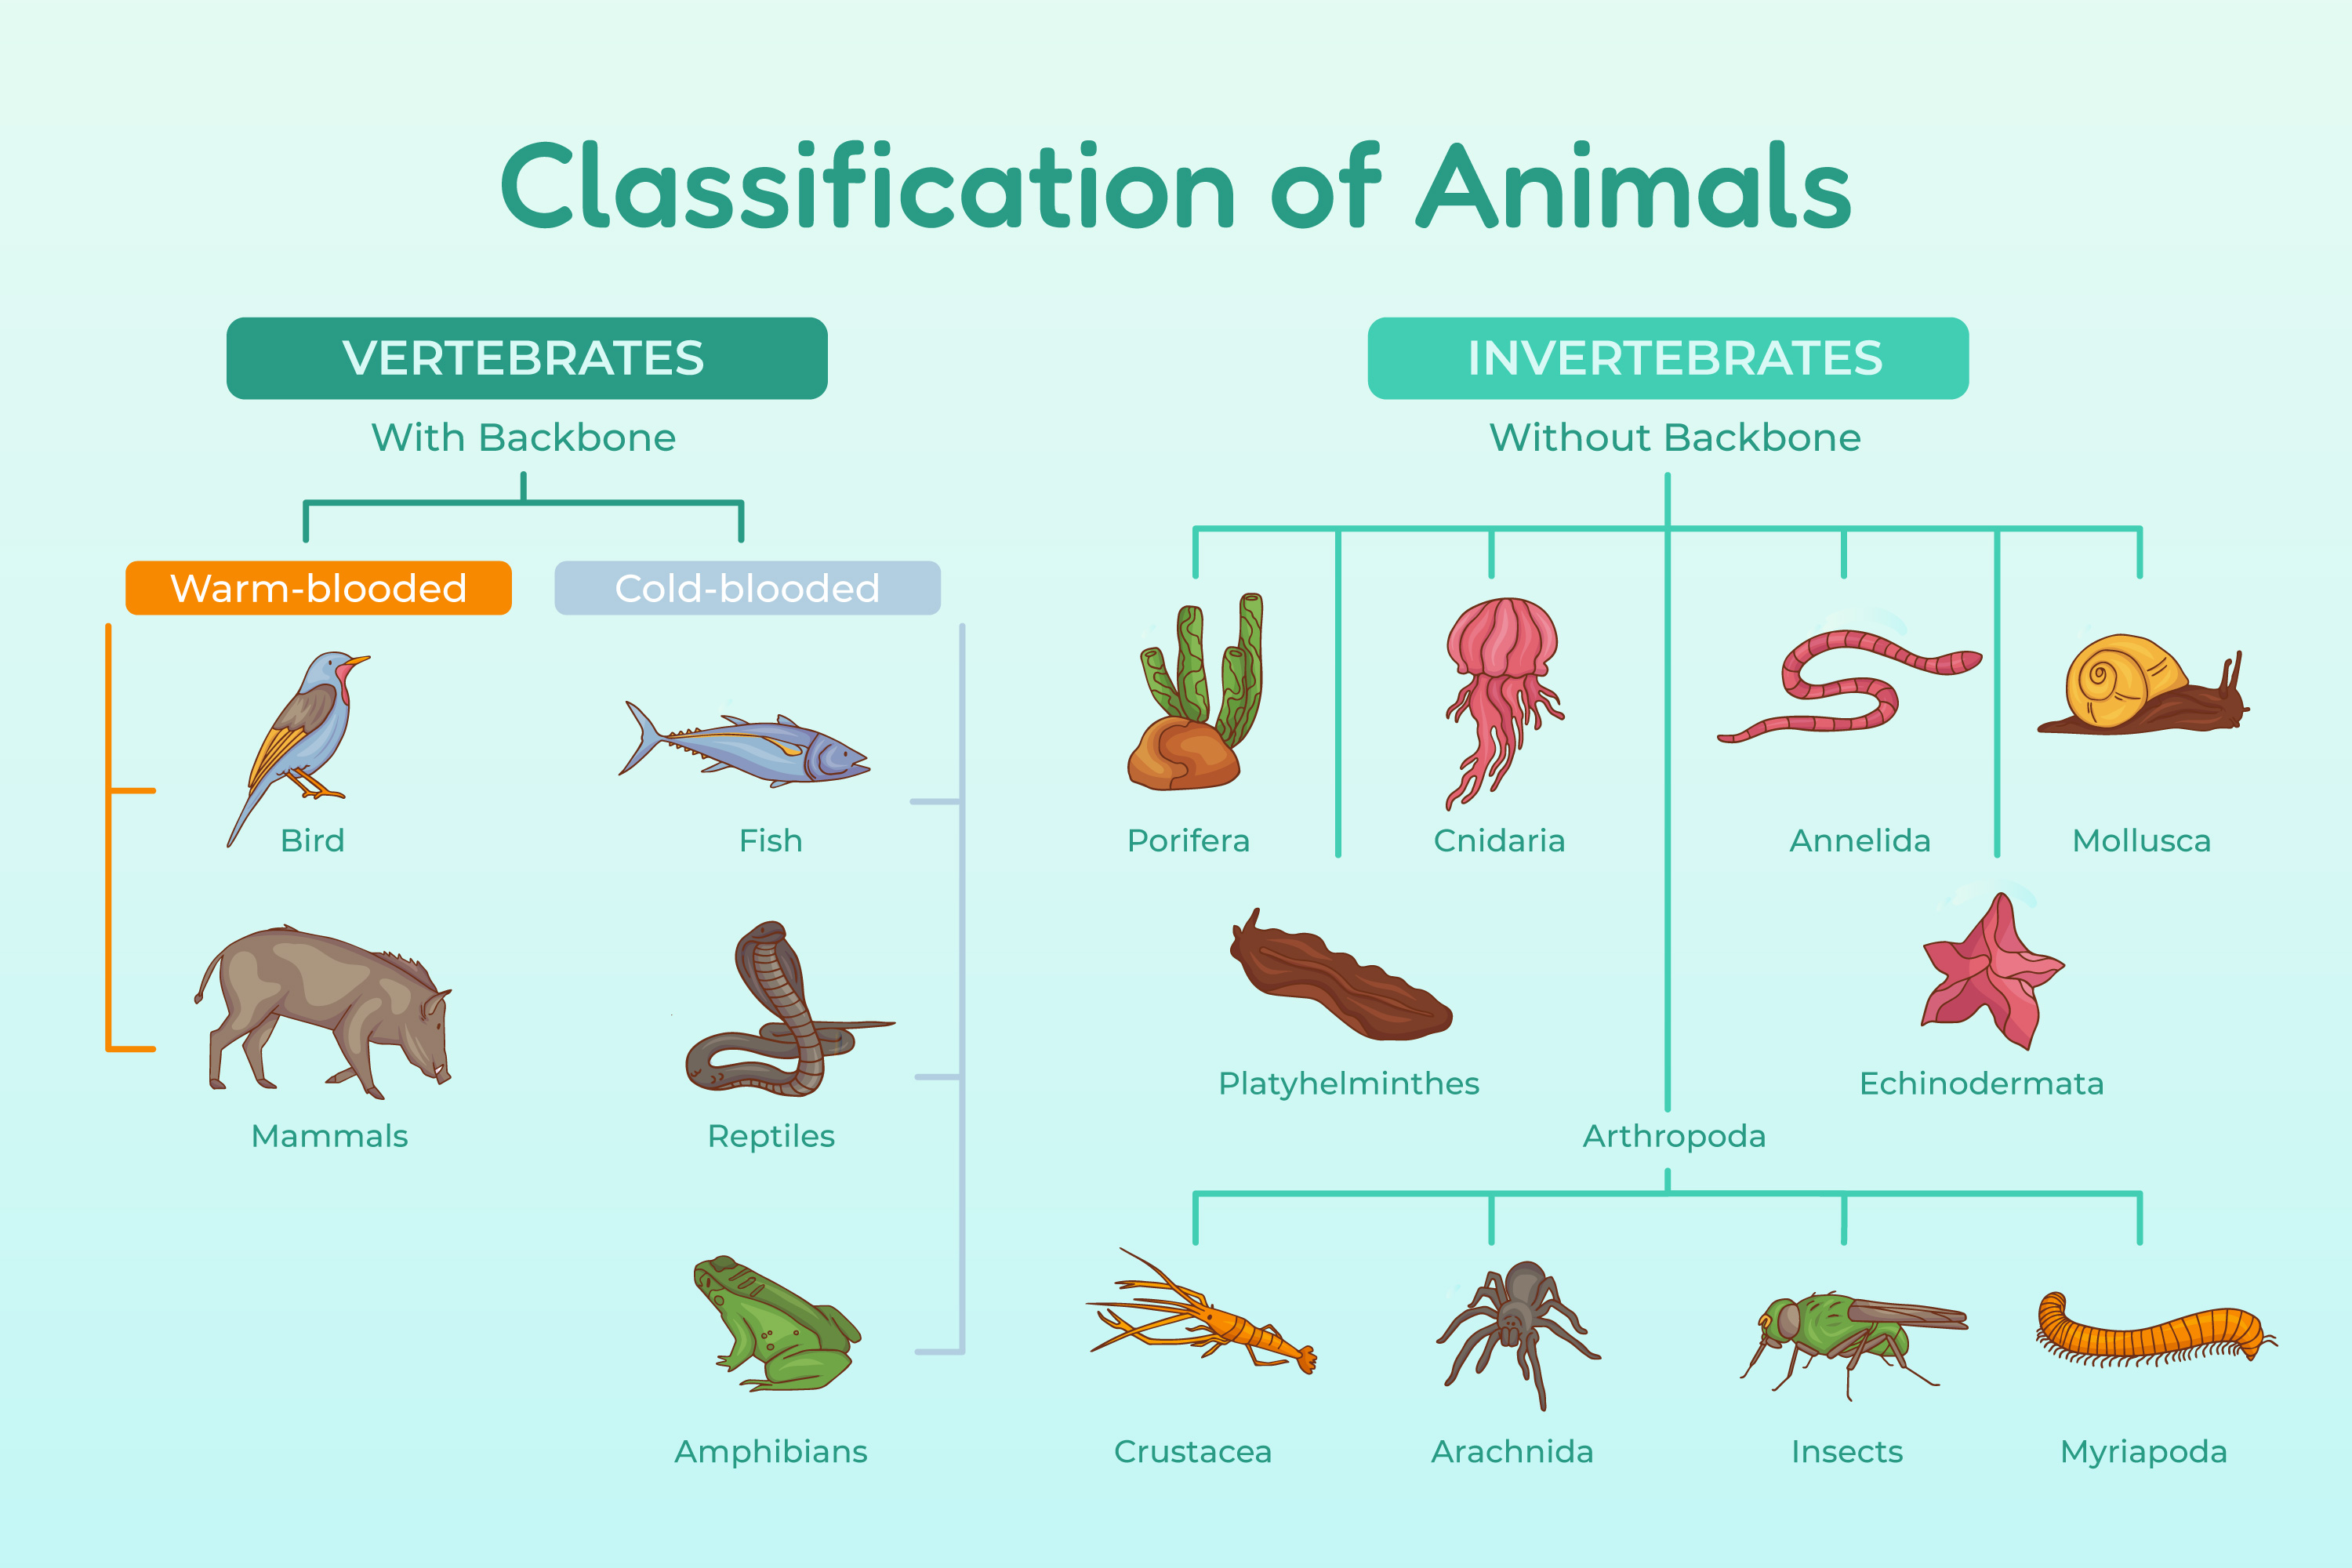 Classification of Animals
VERTEBRATES
With Backbone
Warm-blooded
Cold-blooded
Bird
Fish
Mammals
Reptiles
Amphibians
INVERTEBRATES
Without Backbone
Porifera
Cnidaria
Annelida
Mollusca
Platyhelminthes
Echinodermata
Arthropoda
Crustacea
Arachnida
Insects
Myriapoda